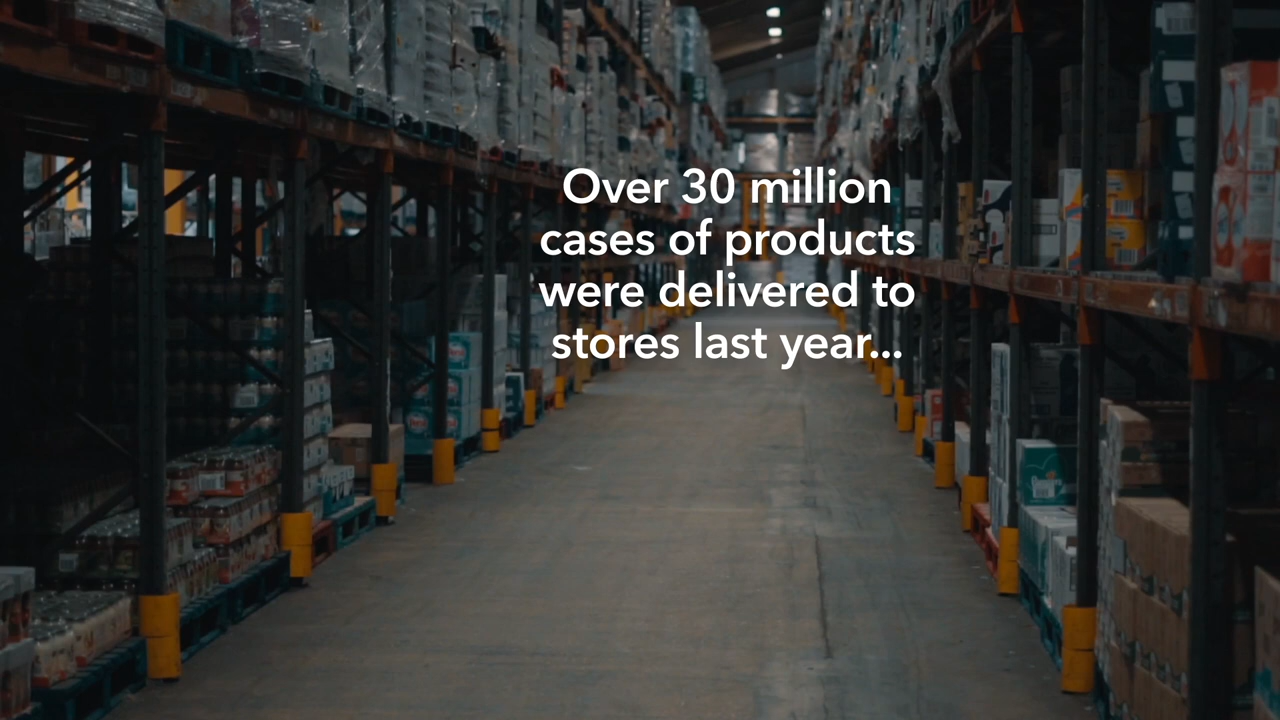 Over 30 million
cases of products
were delivered to
stores last year...